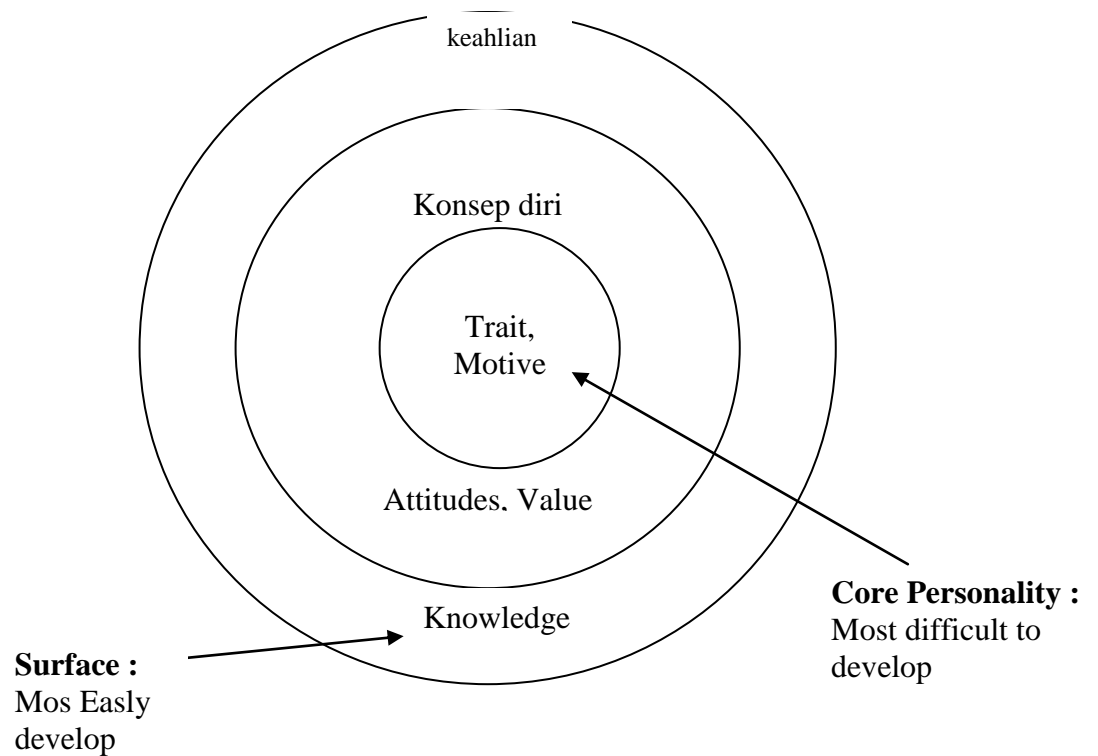 keahlian
Konsep diri
Trait,
Motive
Attitudes, Value
Knowledge
Core Personality :
Most difficult to
develop
Surface :
Mos Easly
develop